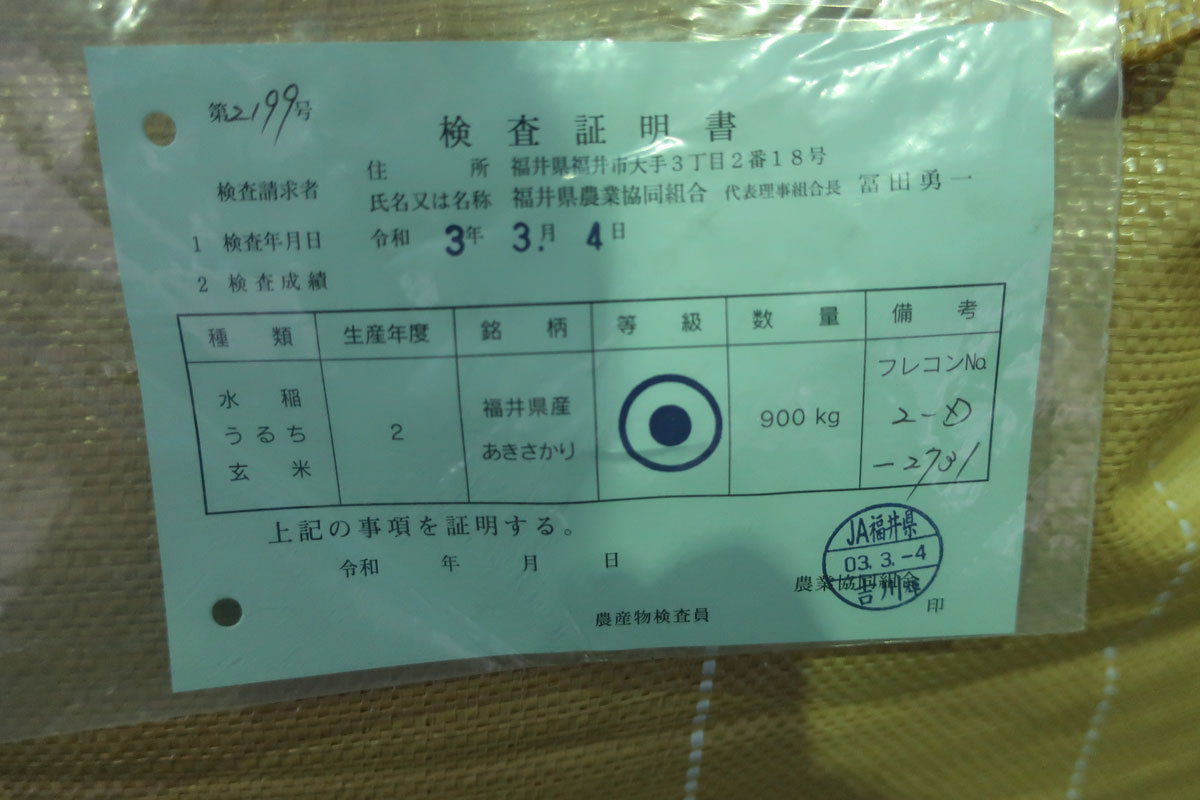 第2199号
検査証明書
検査請求者
住所 福井県福井市大手3丁目2番18号
氏名又は名称 福井県農業協同組合 代表理事組合長 冨田勇一
1 検査年月日 令和 3年 3.月 4日
2 検査成績
種類 生産年度 銘柄 等級 数量 備考
水稲
うるち
玄米
2
福井県産
あきさかり
900 kg
フレコンNo.
-2731
上記の事項を証明する。
令和 年 月 日
JA福井県
03.3.-4
農業協同組合
農産物検査員
印